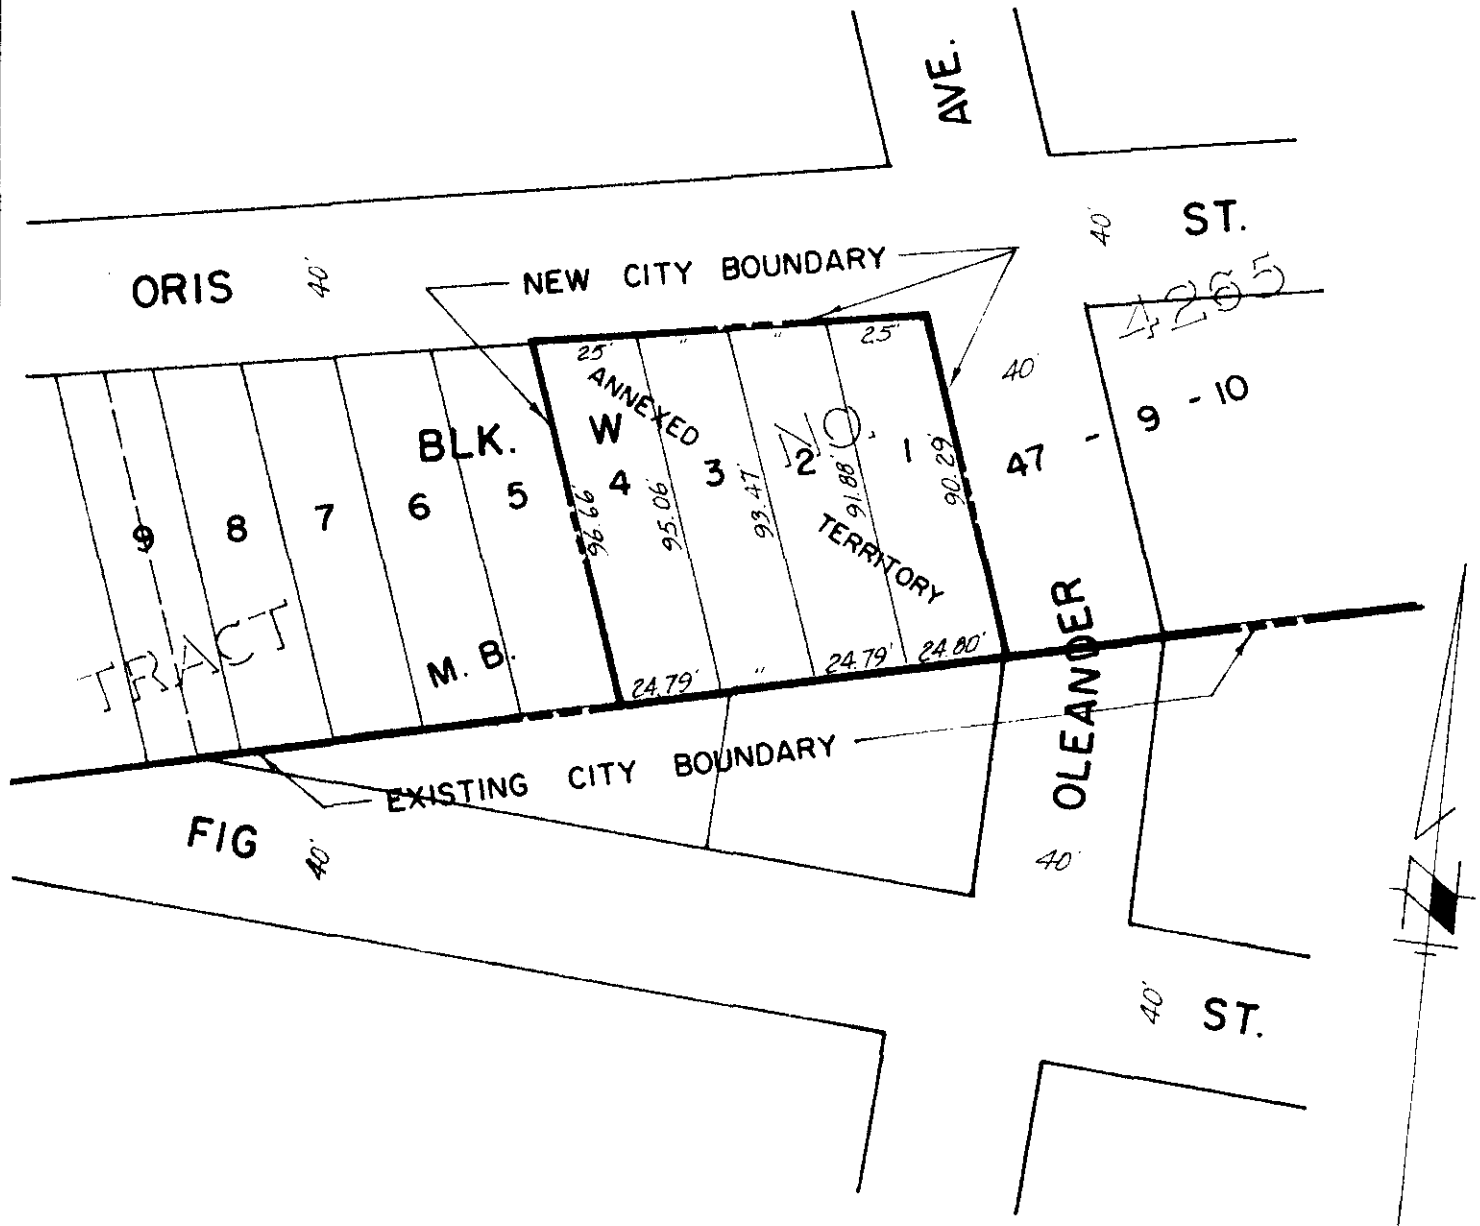 AVE.
ORIS 40' 40' ST.
NEW CITY BOUNDARY
TRACT NO. 4265
25' " " 25' 40'
ANNEXED
TERRITORY
BLK. W
9 8 7 6 5 4 3 2 1
96.66' 95.06' 93.47' 91.88' 90.29'
M. B. 47 - 9 - 10
24.79' " 24.79' 24.80'
EXISTING CITY BOUNDARY
OLEANDER
40'
FIG 40' 40' ST.
N